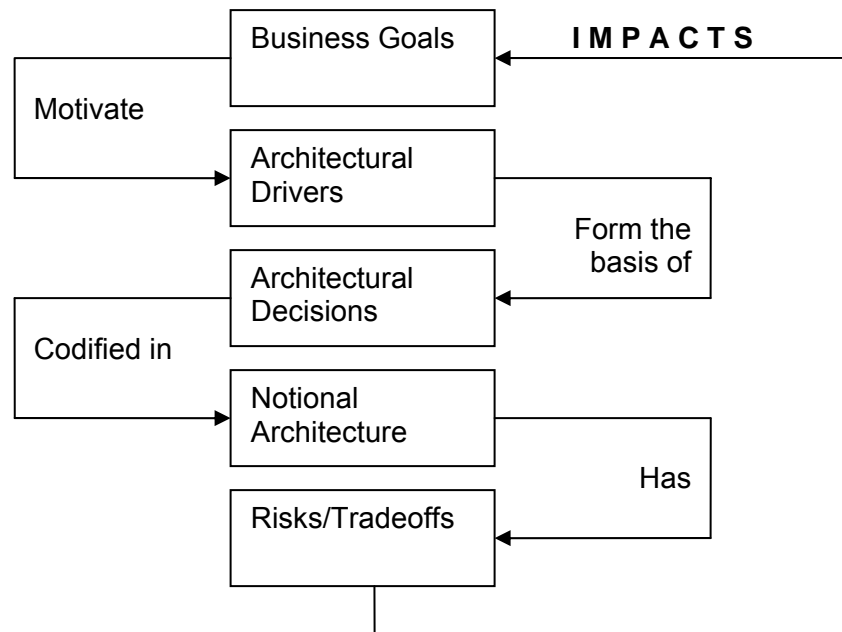 Business Goals
I M P A C T S
Motivate
Architectural
Drivers
Form the
basis of
Architectural
Decisions
Codified in
Notional
Architecture
Has
Risks/Tradeoffs